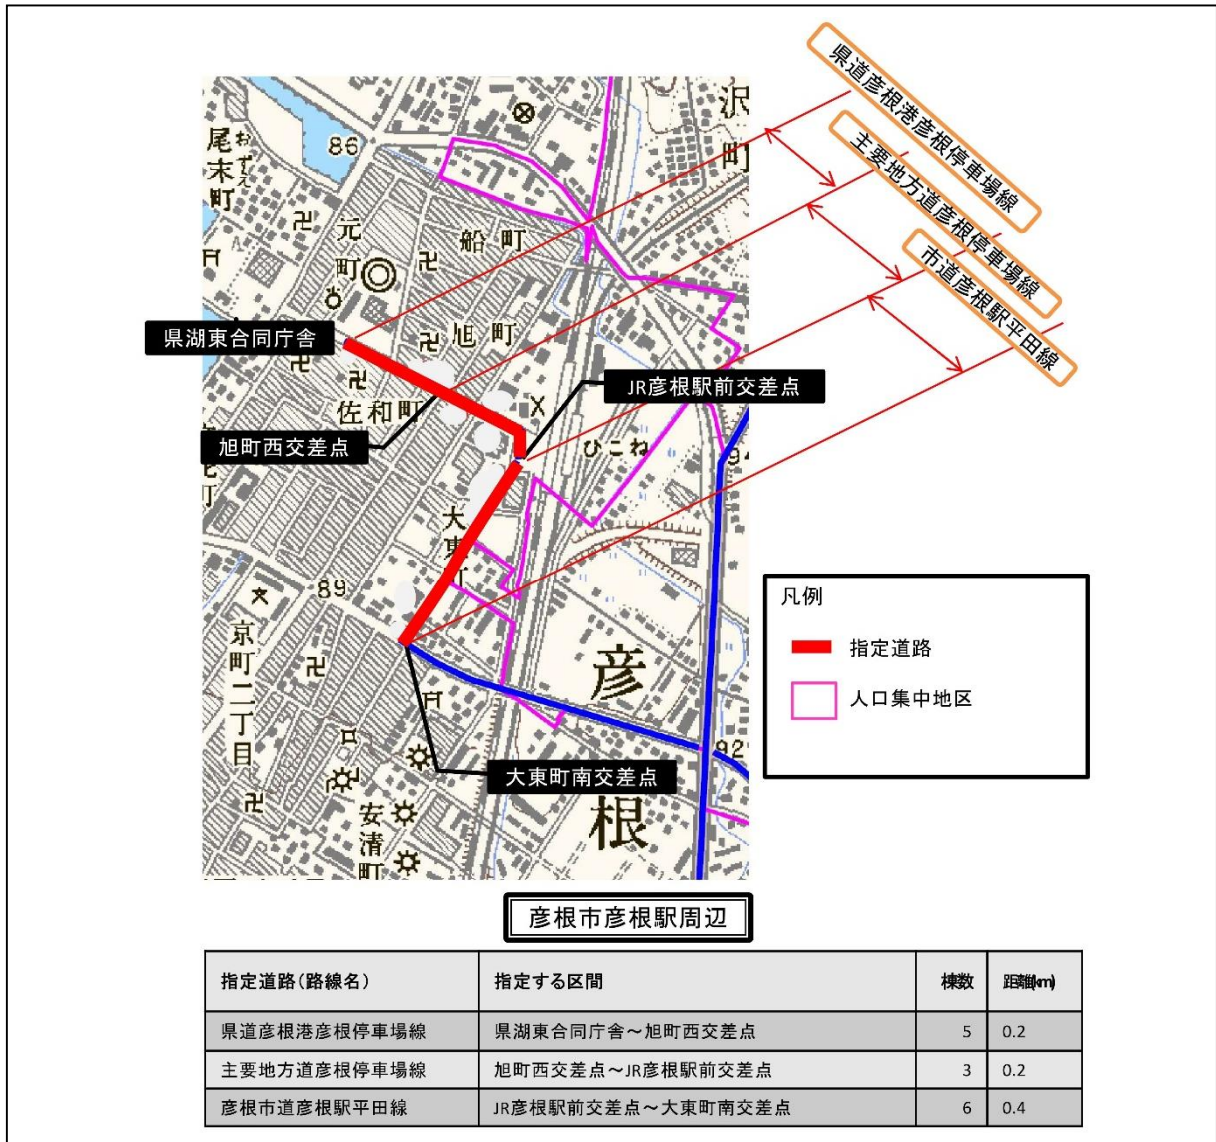 県道彦根港彦根停車場線
主要地方道彦根停車場線
市道彦根駅平田線
沢町
尾末町
おずえ
86
元町
船町
旭町
県湖東合同庁舎
佐和町
JR彦根駅前交差点
旭町西交差点
ひこね
大東町
89
京町二丁目
彦根
92
安清町
大東町南交差点
凡例
指定道路
人口集中地区
彦根市彦根駅周辺
指定道路(路線名) 指定する区間 棟数 距離(km)
県道彦根港彦根停車場線 県湖東合同庁舎～旭町西交差点 5 0.2
主要地方道彦根停車場線 旭町西交差点～JR彦根駅前交差点 3 0.2
彦根市道彦根駅平田線 JR彦根駅前交差点～大東町南交差点 6 0.4